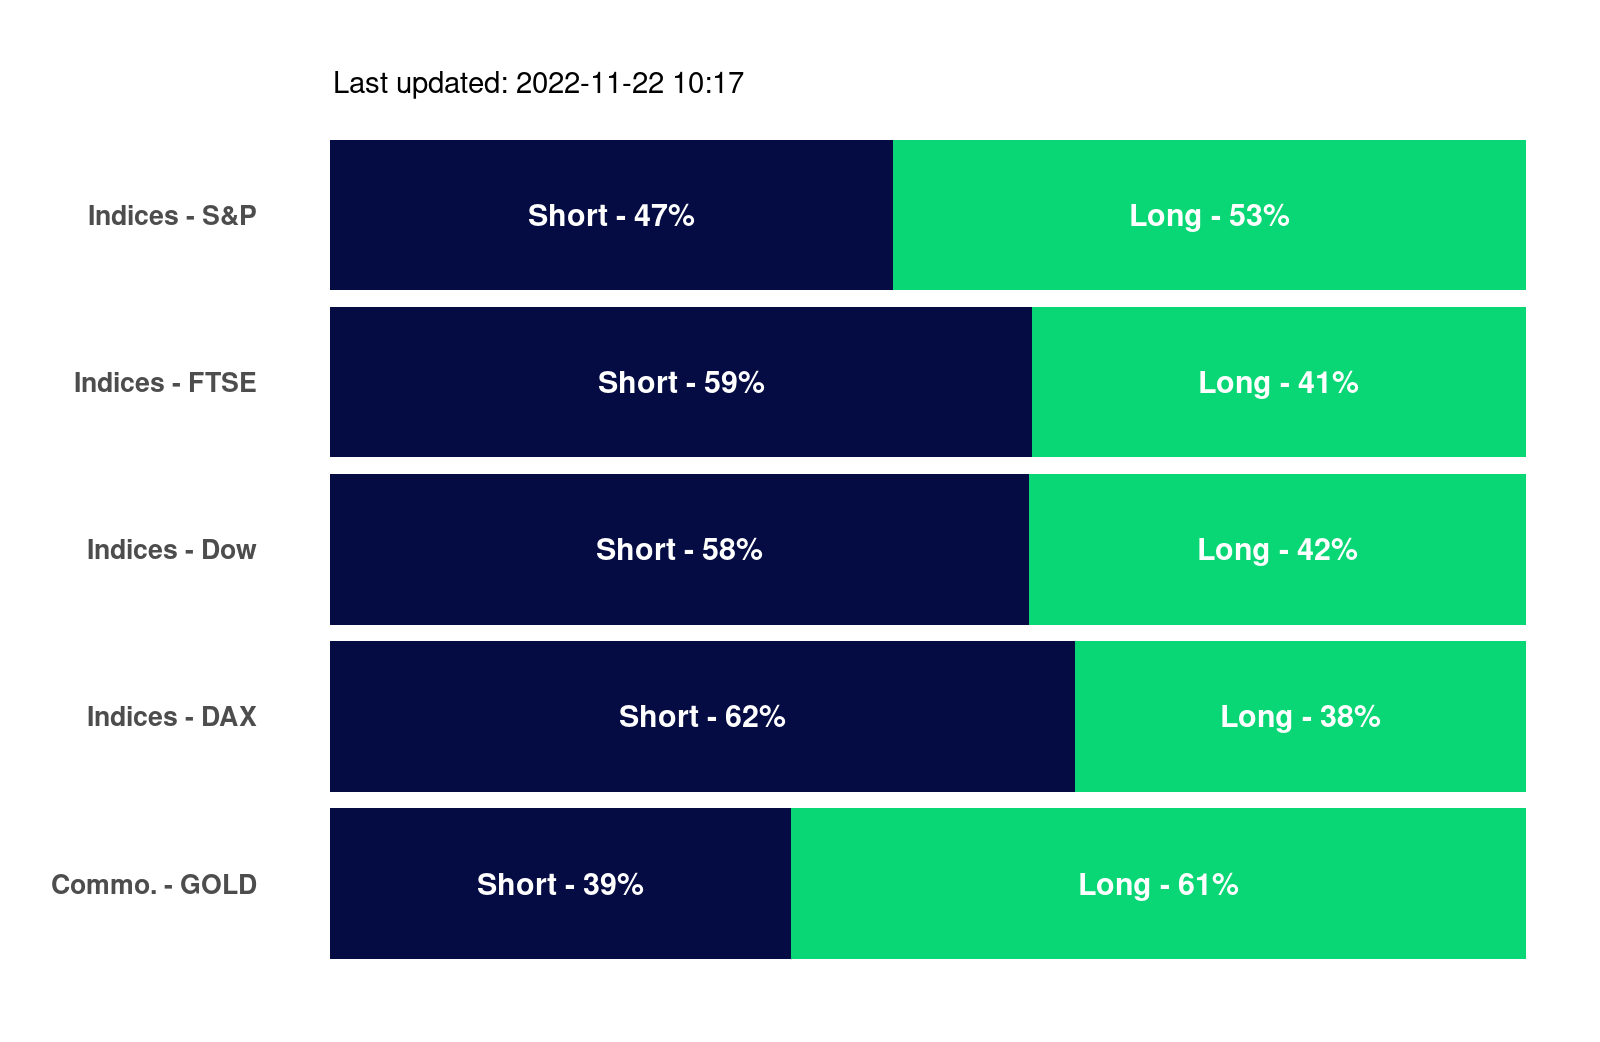 Last updated: 2022-11-22 10:17
Indices - S&P
Short - 47%
Long - 53%
Indices - FTSE
Short - 59%
Long - 41%
Indices - Dow
Short - 58%
Long - 42%
Indices - DAX
Short - 62%
Long - 38%
Commo. - GOLD
Short - 39%
Long - 61%